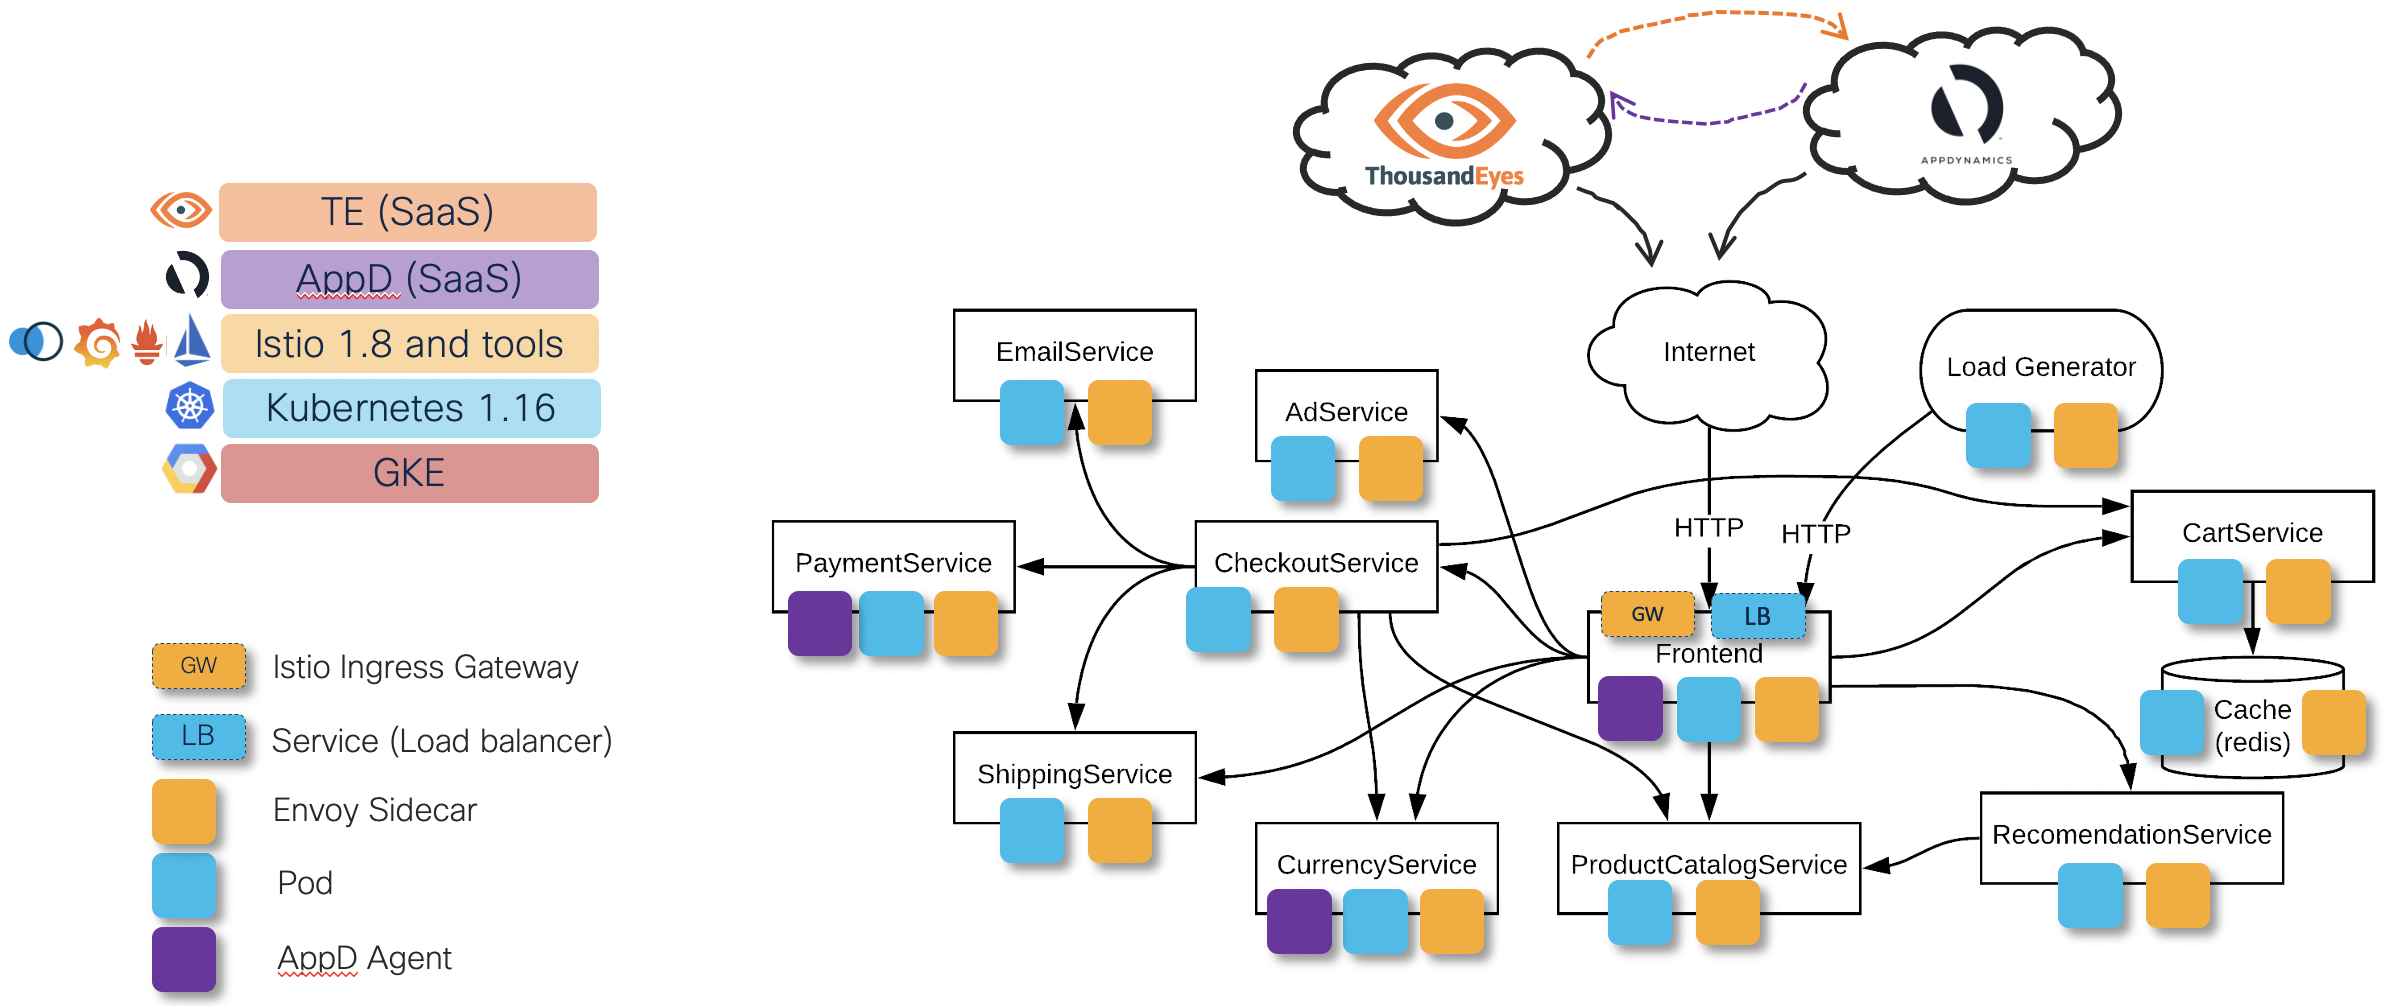 ThousandEyes
APPDYNAMICS
TE (SaaS)
AppD (SaaS)
Istio 1.8 and tools
Kubernetes 1.16
GKE
GW
Istio Ingress Gateway
LB
Service (Load balancer)
Envoy Sidecar
Pod
AppD Agent
EmailService
AdService
Internet
Load Generator
HTTP
HTTP
PaymentService
CheckoutService
CartService
GW
LB
Frontend
Cache
(redis)
ShippingService
CurrencyService
ProductCatalogService
RecomendationService